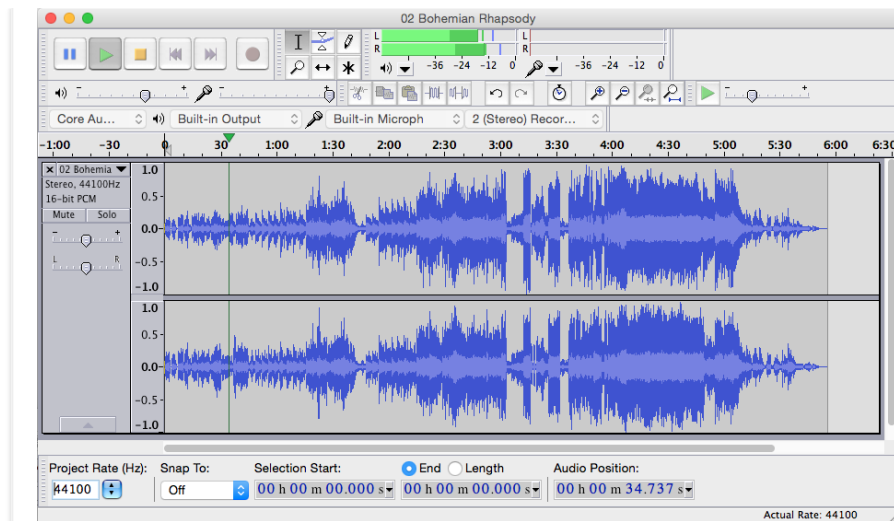 02 Bohemian Rhapsody
L
R
-36 -24 -12 0
L
R
-36 -24 -12 0
- +
- +
- +
Core Au...
Built-in Output
Built-in Microph
2 (Stereo) Recor...
-1:00 -30 0 30 1:00 1:30 2:00 2:30 3:00 3:30 4:00 4:30 5:00 5:30 6:00 6:30
02 Bohemia
Stereo, 44100Hz
16-bit PCM
Mute Solo
- +
L R
1.0
0.5
0.0
-0.5
-1.0
1.0
0.5
0.0
-0.5
-1.0
Project Rate (Hz): Snap To: Selection Start: End Length Audio Position:
44100 Off 00 h 00 m 00.000 s 00 h 00 m 00.000 s 00 h 00 m 34.737 s
Actual Rate: 44100